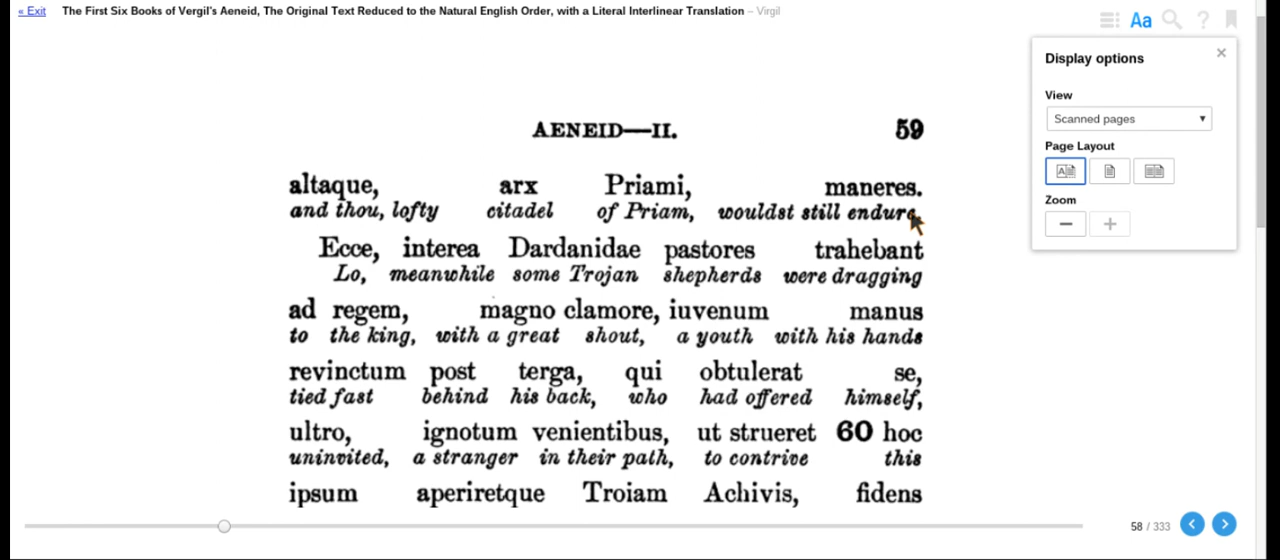 « Exit The First Six Books of Vergil's Aeneid, The Original Text Reduced to the Natural English Order, with a Literal Interlinear Translation – Virgil
Aa ?
Display options ×
View
Scanned pages ▼
Page Layout
A
Zoom
− +
AENEID—II. 59
altaque, arx Priami, maneres.
and thou, lofty citadel of Priam, wouldst still endure.
Ecce, interea Dardanidae pastores trahebant
Lo, meanwhile some Trojan shepherds were dragging
ad regem, magno clamore, iuvenum manus
to the king, with a great shout, a youth with his hands
revinctum post terga, qui obtulerat se,
tied fast behind his back, who had offered himself,
ultro, ignotum venientibus, ut strueret 60 hoc
uninvited, a stranger in their path, to contrive this
ipsum aperiretque Troiam Achivis, fidens
58 / 333